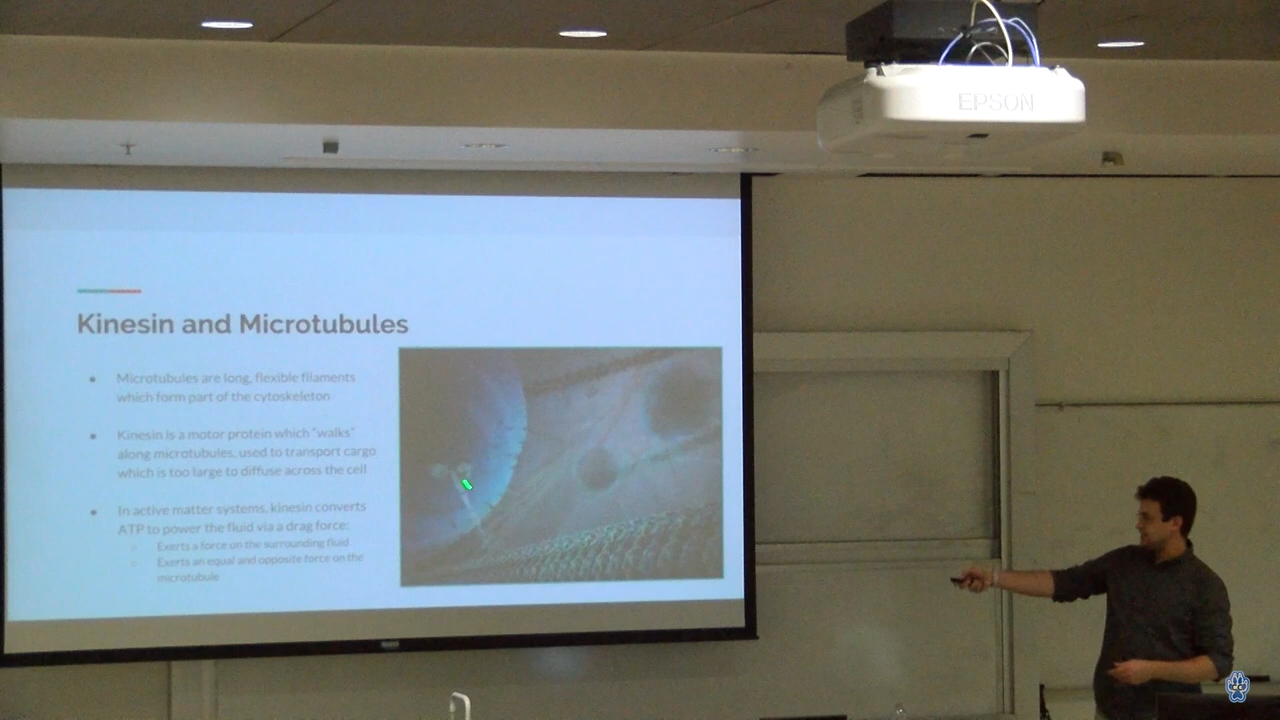 EPSON
Kinesin and Microtubules
Microtubules are long, flexible filaments
which form part of the cytoskeleton
Kinesin is a motor protein which "walks"
along microtubules, used to transport cargo
which is too large to diffuse across the cell
In active matter systems, kinesin converts
ATP to power the fluid via a drag force:
Exerts a force on the surrounding fluid
Exerts an equal and opposite force on the
microtubule